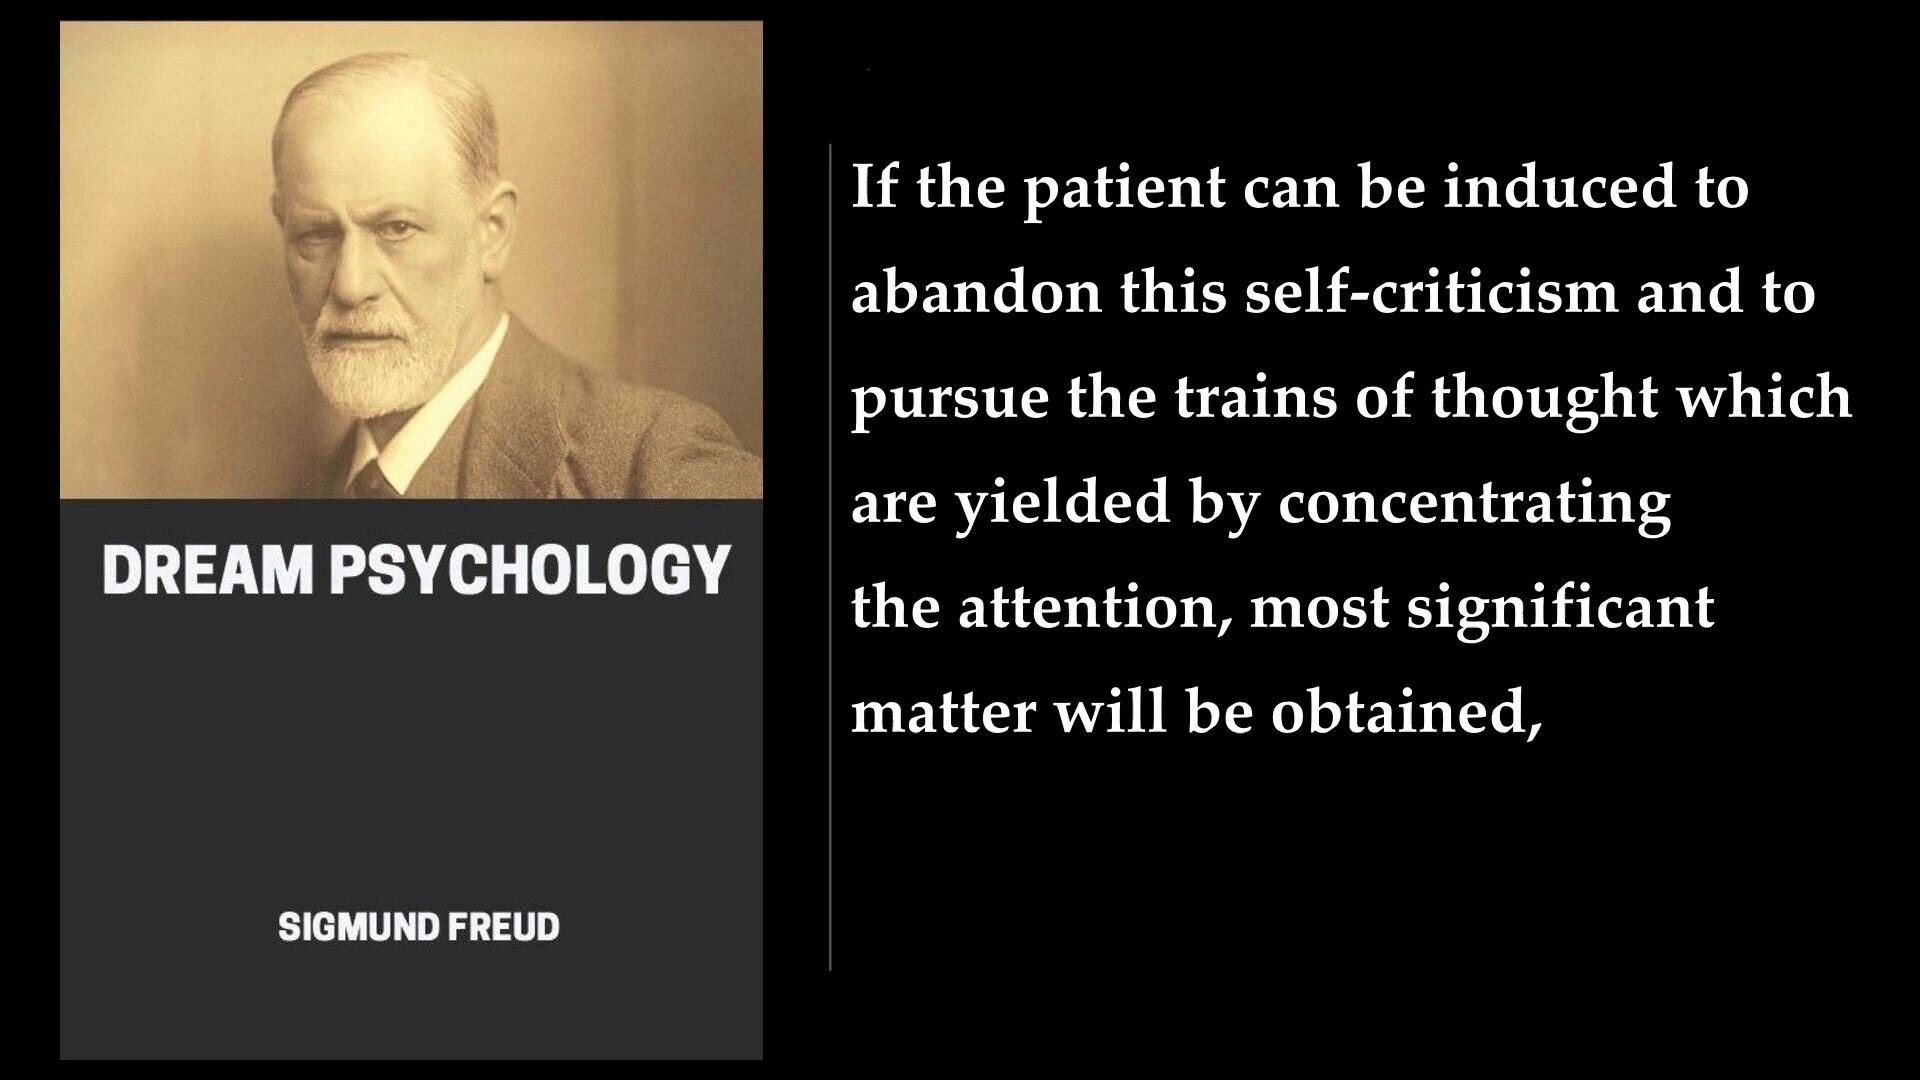 DREAM PSYCHOLOGY
SIGMUND FREUD
If the patient can be induced to
abandon this self-criticism and to
pursue the trains of thought which
are yielded by concentrating
the attention, most significant
matter will be obtained,